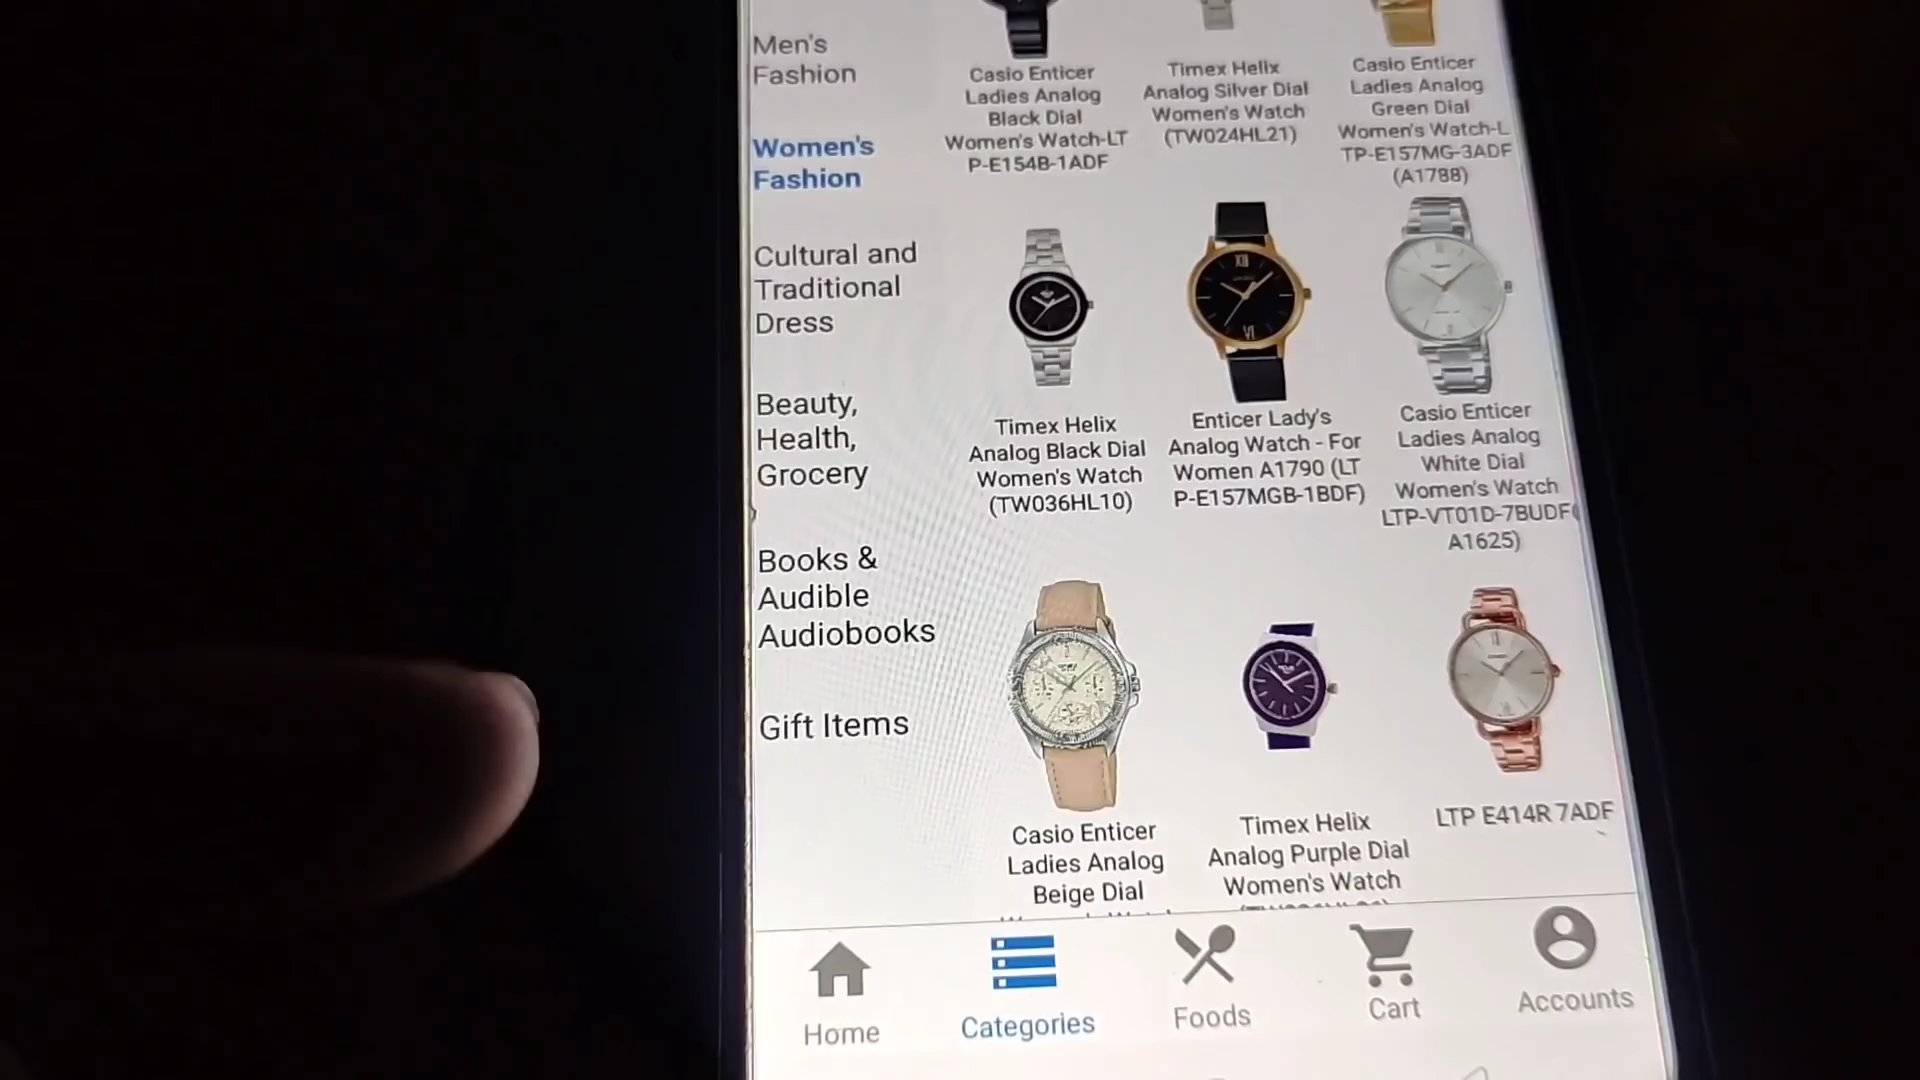 Men's
Fashion
Women's
Fashion
Cultural and
Traditional
Dress
Beauty,
Health,
Grocery
Books &
Audible
Audiobooks
Gift Items
Casio Enticer
Ladies Analog
Black Dial
Women's Watch-LT
P-E154B-1ADF
Timex Helix
Analog Silver Dial
Women's Watch
(TW024HL21)
Casio Enticer
Ladies Analog
Green Dial
Women's Watch-L
TP-E157MG-3ADF
(A1788)
Timex Helix
Analog Black Dial
Women's Watch
(TW036HL10)
Enticer Lady's
Analog Watch - For
Women A1790 (LT
P-E157MGB-1BDF)
Casio Enticer
Ladies Analog
White Dial
Women's Watch
LTP-VT01D-7BUDF(
A1625)
Casio Enticer
Ladies Analog
Beige Dial
Timex Helix
Analog Purple Dial
Women's Watch
LTP E414R 7ADF
Home
Categories
Foods
Cart
Accounts